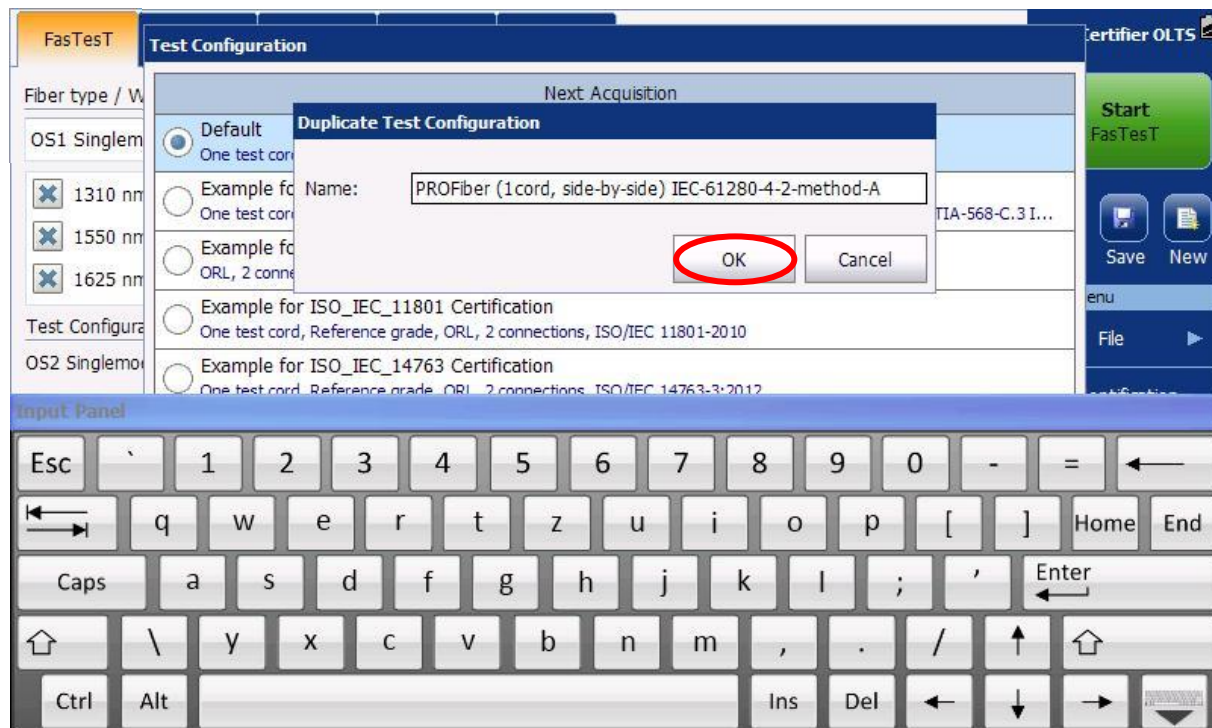 FasTesT
Test Configuration
Certifier OLTS
Fiber type / W
Next Acquisition
Start
FasTesT
OS1 Singlem
Default
One test cor
Duplicate Test Configuration
Name:
PROFiber (1cord, side-by-side) IEC-61280-4-2-method-A
1310 nm
1550 nm
1625 nm
Example fo
One test cor
TIA-568-C.3 I...
Example fo
ORL, 2 conne
OK
Cancel
Save
New
Example for ISO_IEC_11801 Certification
One test cord, Reference grade, ORL, 2 connections, ISO/IEC 11801-2010
enu
Test Configura
File
OS2 Singlemo
Example for ISO_IEC_14763 Certification
One test cord, Reference grade, ORL, 2 connections, ISO/IEC 14763-3:2012
Input Panel
Esc ` 1 2 3 4 5 6 7 8 9 0 - =
q w e r t z u i o p [ ] Home End
Caps a s d f g h j k l ; ' Enter
\ y x c v b n m , . /
Ctrl Alt Ins Del